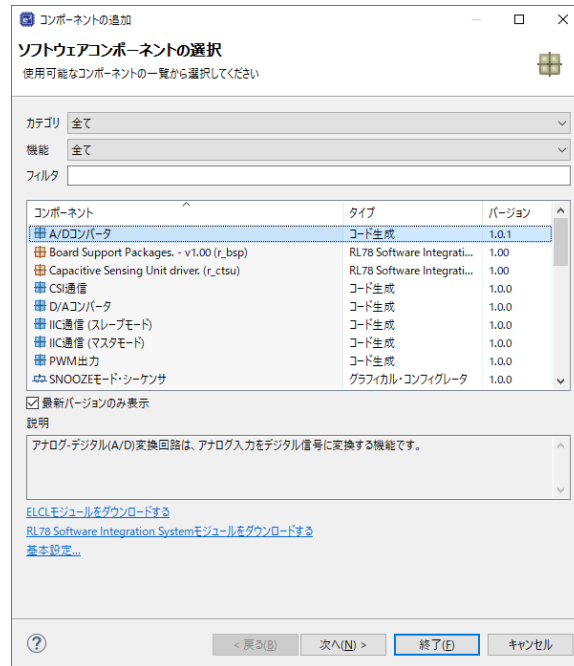 コンポーネントの追加
ソフトウェアコンポーネントの選択
使用可能なコンポーネントの一覧から選択してください
カテゴリ 全て
機能 全て
フィルタ
コンポーネント タイプ バージョン
A/Dコンバータ コード生成 1.0.1
Board Support Packages. - v1.00 (r_bsp) RL78 Software Integrati... 1.00
Capacitive Sensing Unit driver. (r_ctsu) RL78 Software Integrati... 1.00
CSI通信 コード生成 1.0.0
D/Aコンバータ コード生成 1.0.0
IIC通信 (スレーブモード) コード生成 1.0.0
IIC通信 (マスタモード) コード生成 1.0.0
PWM出力 コード生成 1.0.0
SNOOZEモード・シーケンサ グラフィカル・コンフィグレータ 1.0.0
最新バージョンのみ表示
説明
アナログ-デジタル(A/D)変換回路は、アナログ入力をデジタル信号に変換する機能です。
ELCLモジュールをダウンロードする
RL78 Software Integration Systemモジュールをダウンロードする
基本設定...
? < 戻る(B) 次へ(N) > 終了(F) キャンセル